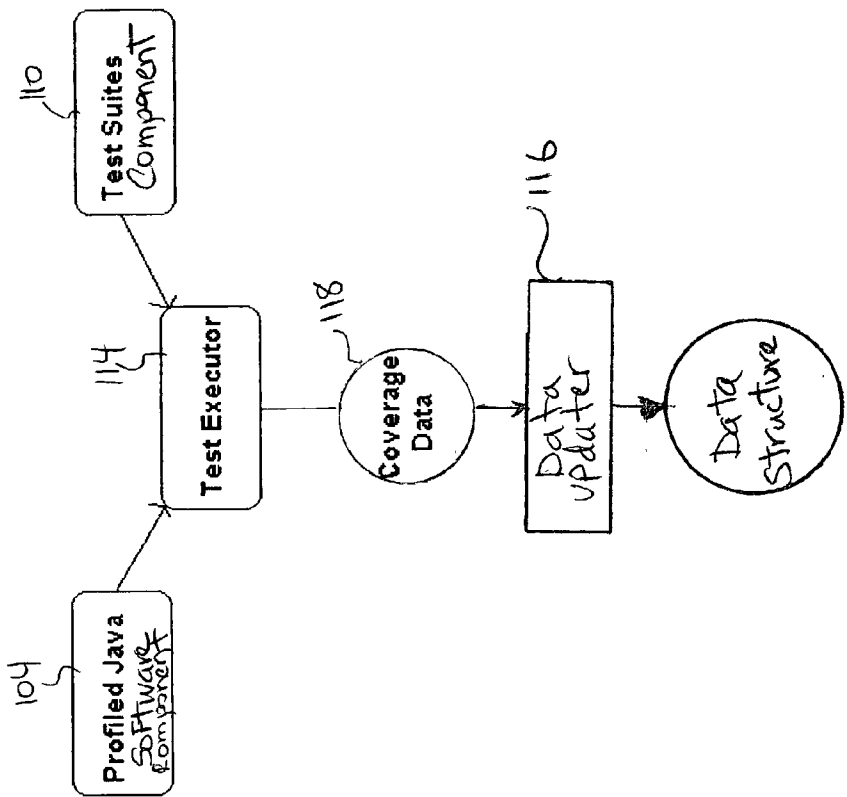 104
Profiled Java
Software
Component
110
Test Suites
Component
114
Test Executor
118
Coverage
Data
116
Data
updater
Data
Structure